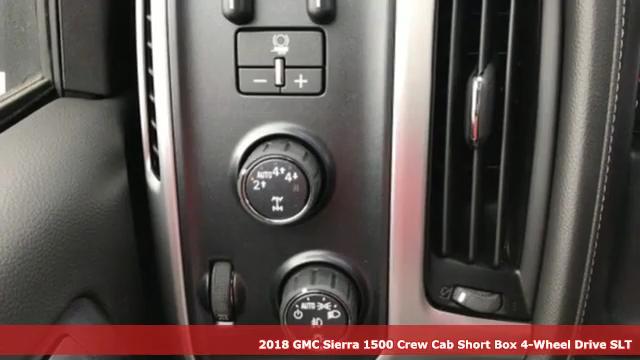 − +
AUTO 4↑ 4↓
2↑ N
AUTO
2018 GMC Sierra 1500 Crew Cab Short Box 4-Wheel Drive SLT